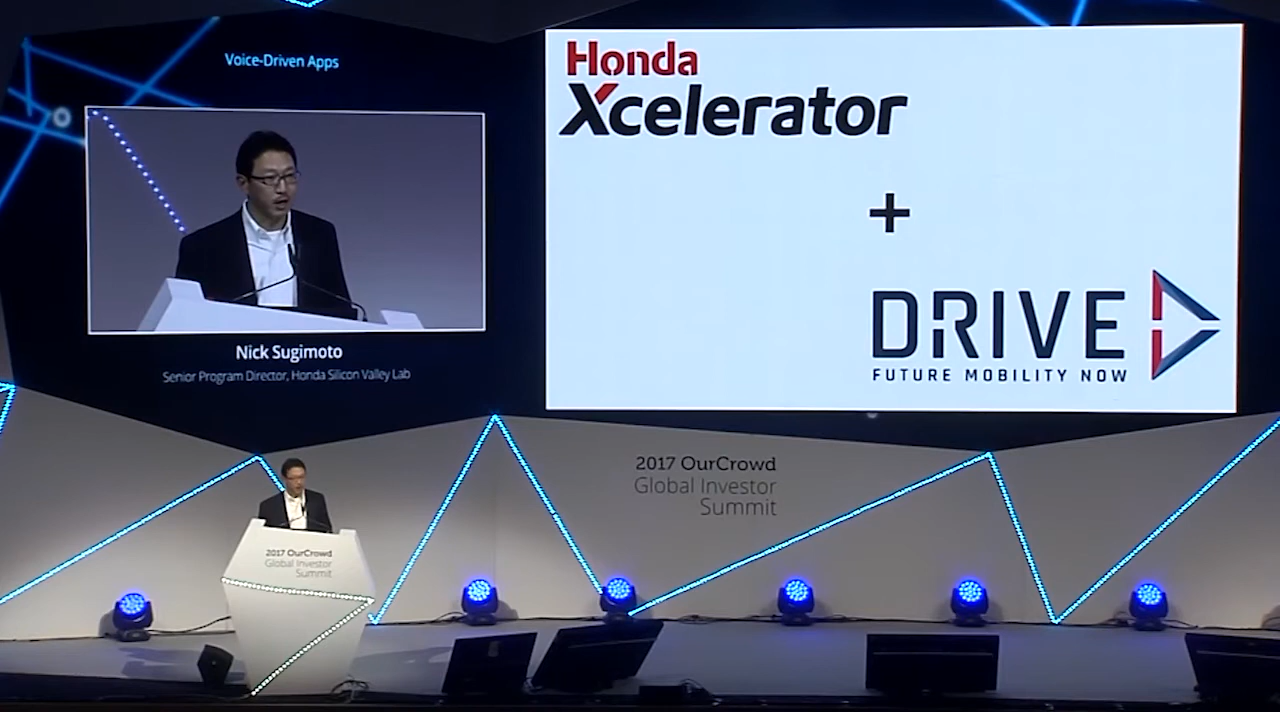 Voice-Driven Apps
Nick Sugimoto
Senior Program Director, Honda Silicon Valley Lab
Honda
Xcelerator
+
DRIVE
FUTURE MOBILITY NOW
2017 OurCrowd
Global Investor
Summit
2017 OurCrowd
Global Investor
Summit